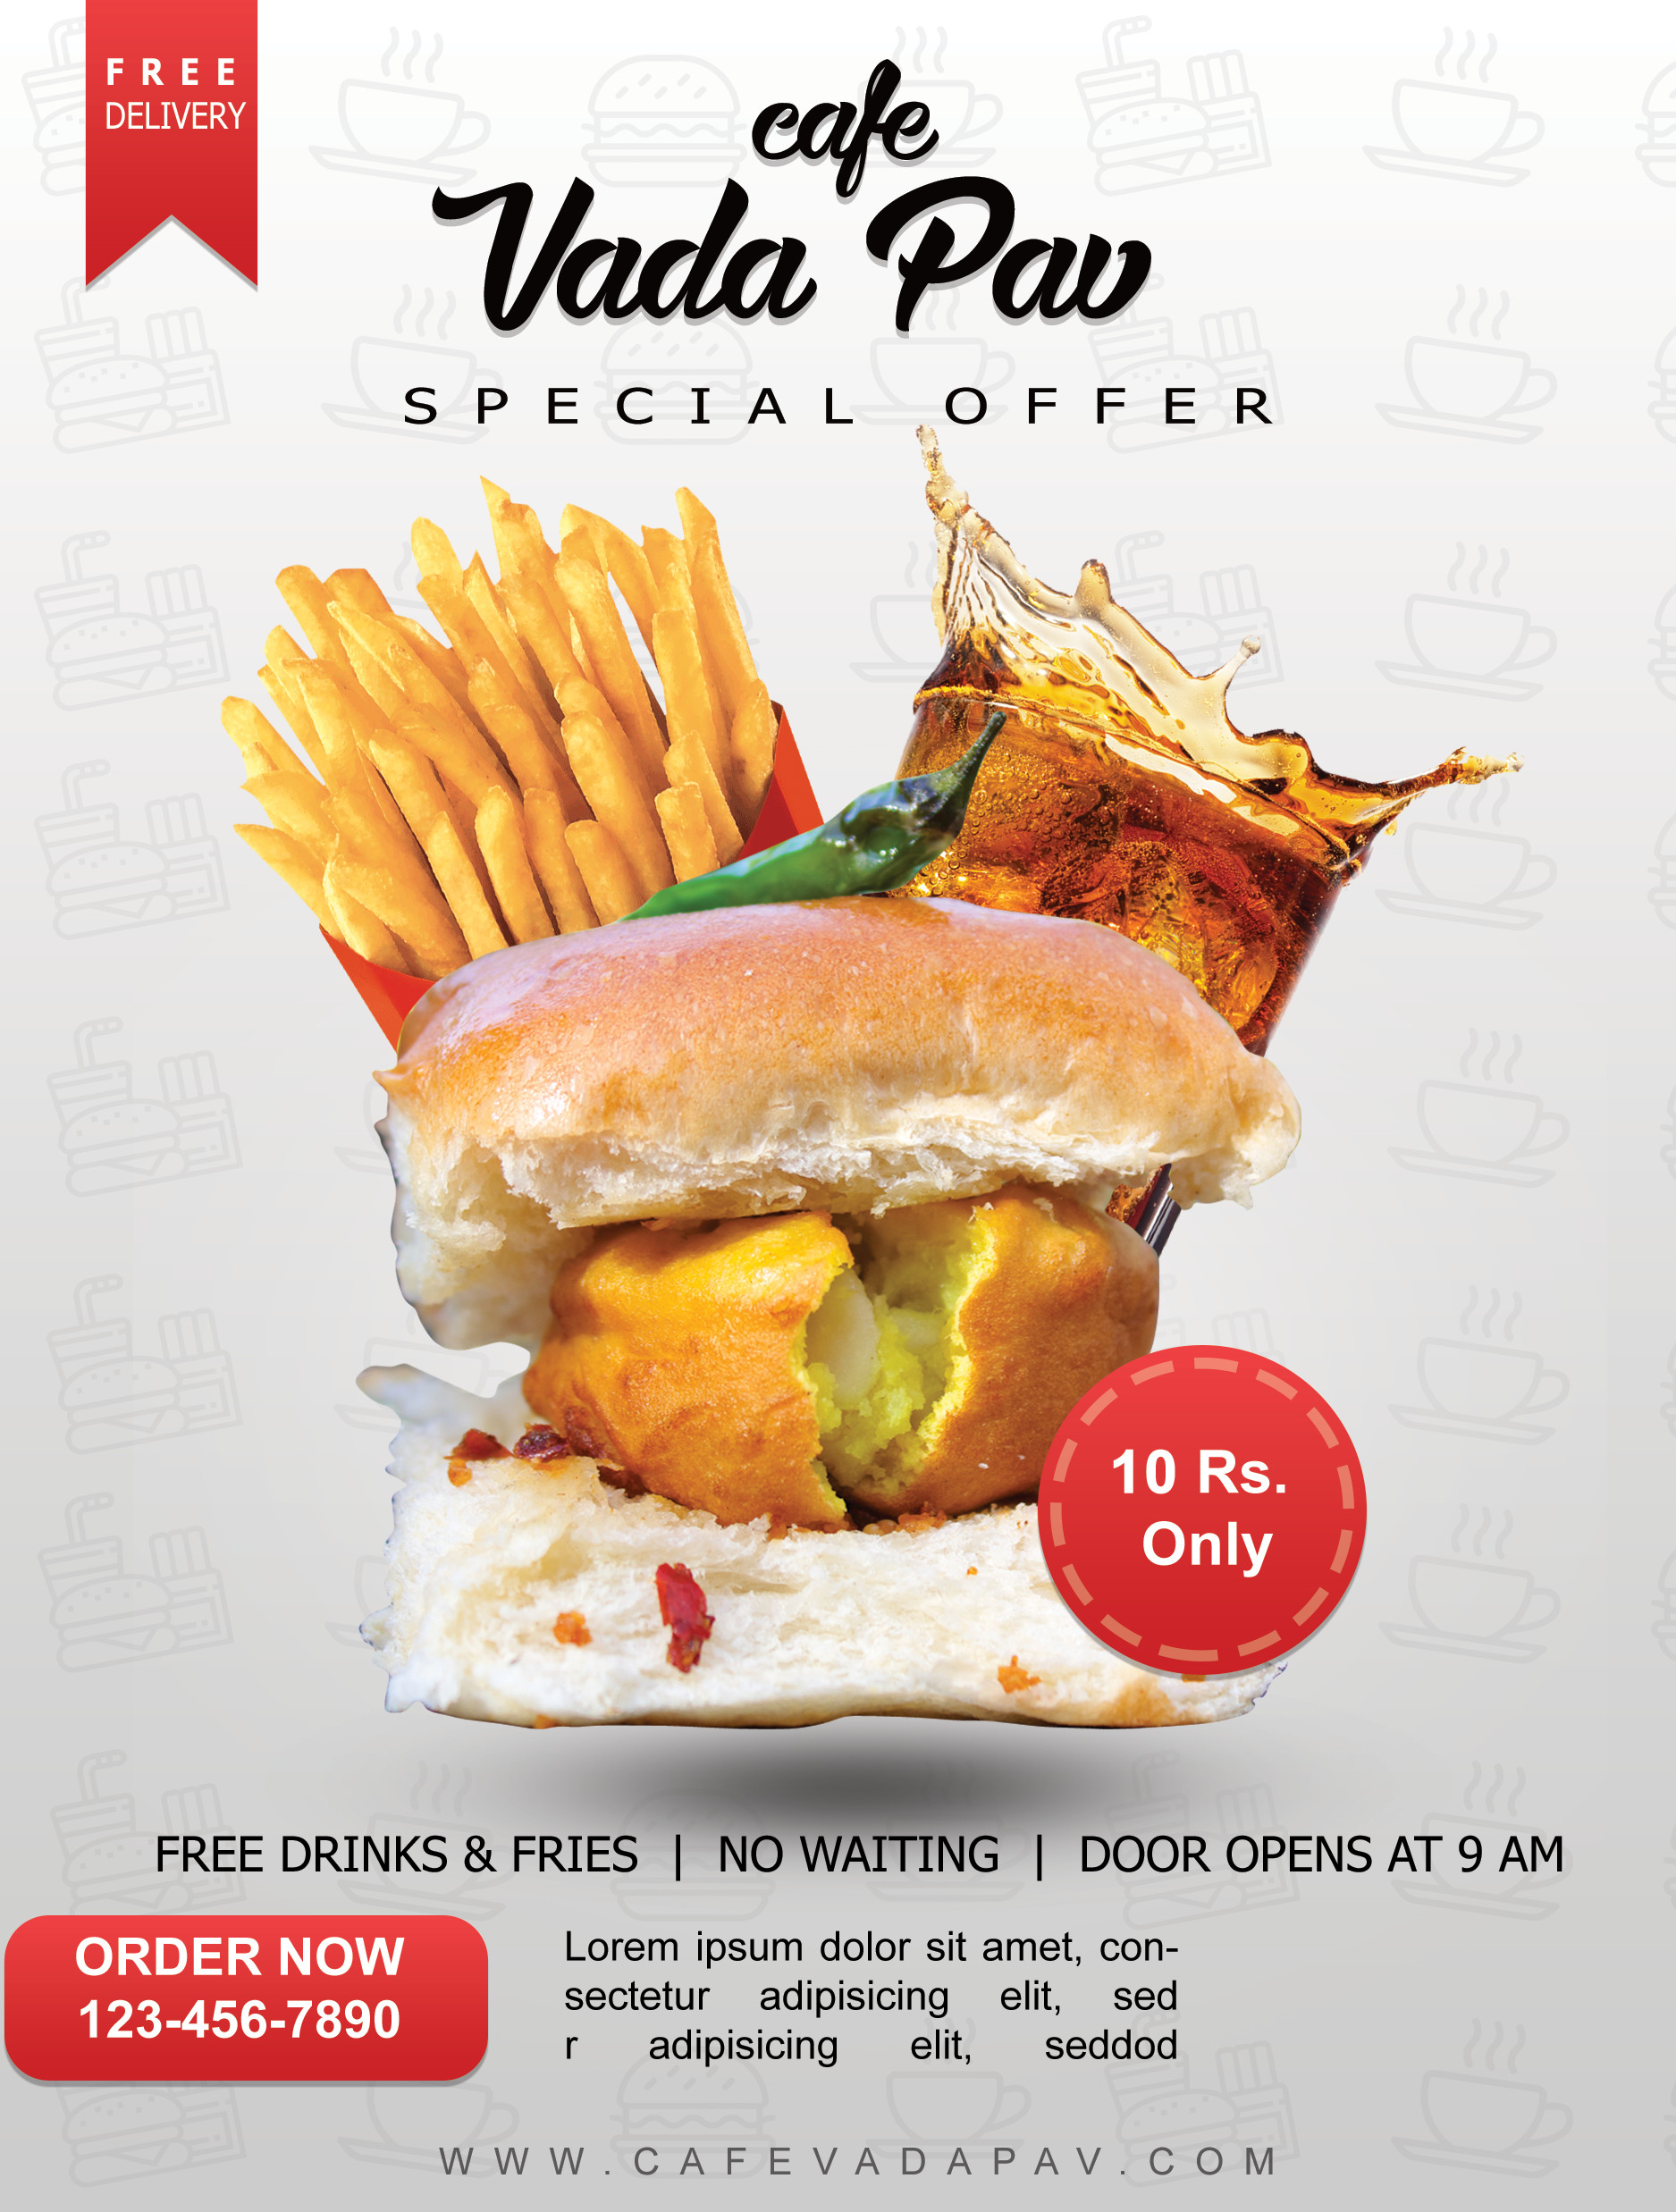 FREE
DELIVERY
cafe
Vada Pav
SPECIAL OFFER
10 Rs.
Only
FREE DRINKS & FRIES | NO WAITING | DOOR OPENS AT 9 AM
ORDER NOW
123-456-7890
Lorem ipsum dolor sit amet, con-
sectetur adipisicing elit, sed
r adipisicing elit, seddod
WWW.CAFEVADAPAV.COM